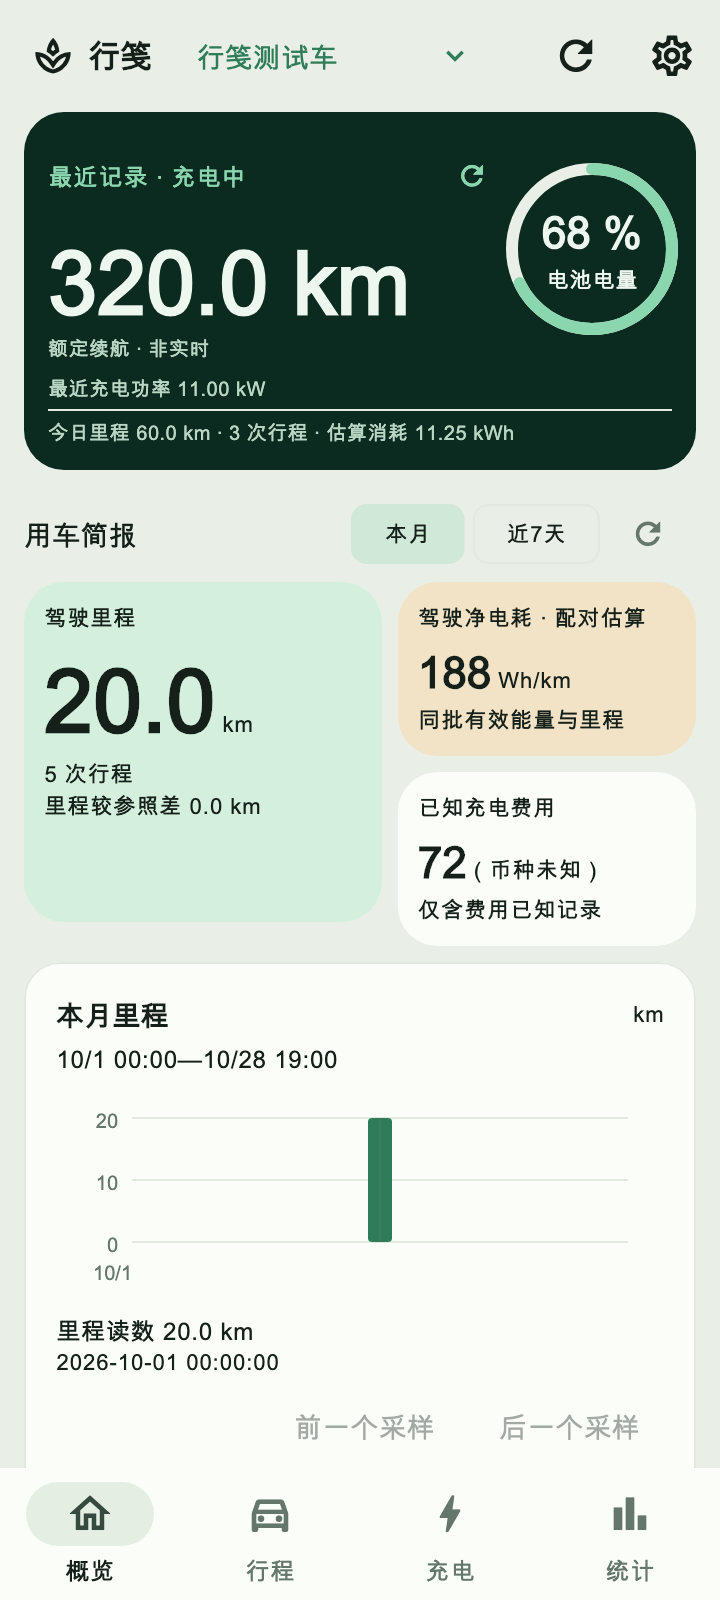 行笺 行笺测试车
最近记录 · 充电中
68 %
电池电量
320.0 km
额定续航 · 非实时
最近充电功率 11.00 kW
今日里程 60.0 km · 3 次行程 · 估算消耗 11.25 kWh
用车简报 本月 近7天
驾驶里程
20.0 km
5 次行程
里程较参照差 0.0 km
驾驶净电耗 · 配对估算
188 Wh/km
同批有效能量与里程
已知充电费用
72 ( 币种未知 )
仅含费用已知记录
本月里程 km
10/1 00:00—10/28 19:00
20
10
0
10/1
里程读数 20.0 km
2026-10-01 00:00:00
前一个采样 后一个采样
概览 行程 充电 统计